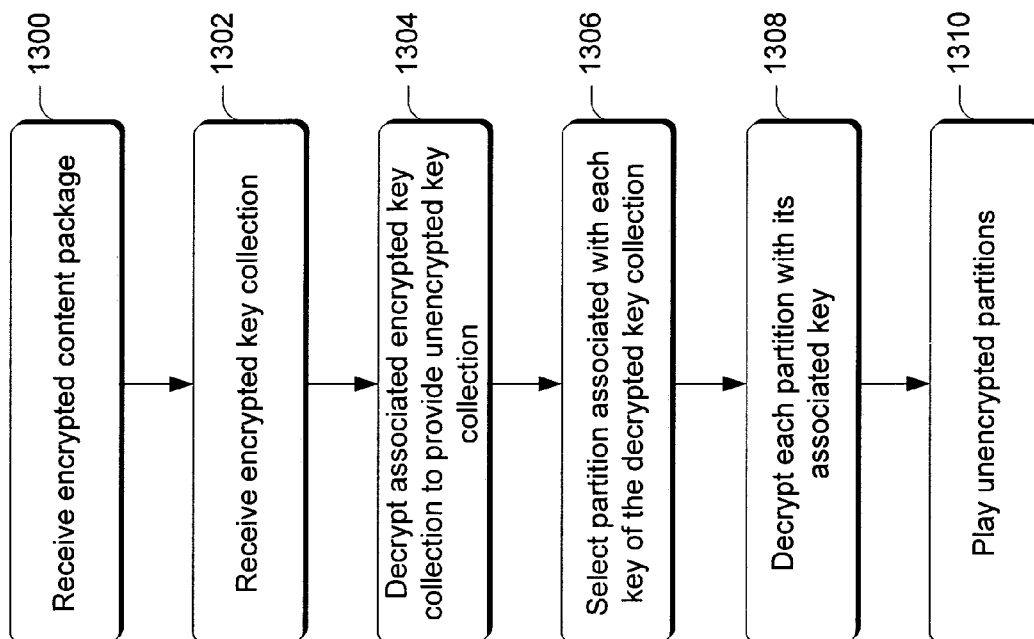 1300
Receive encrypted content package
1302
Receive encrypted key collection
1304
Decrypt associated encrypted key
collection to provide unencrypted key
collection
1306
Select partition associated with each
key of the decrypted key collection
1308
Decrypt each partition with its
associated key
1310
Play unencrypted partitions